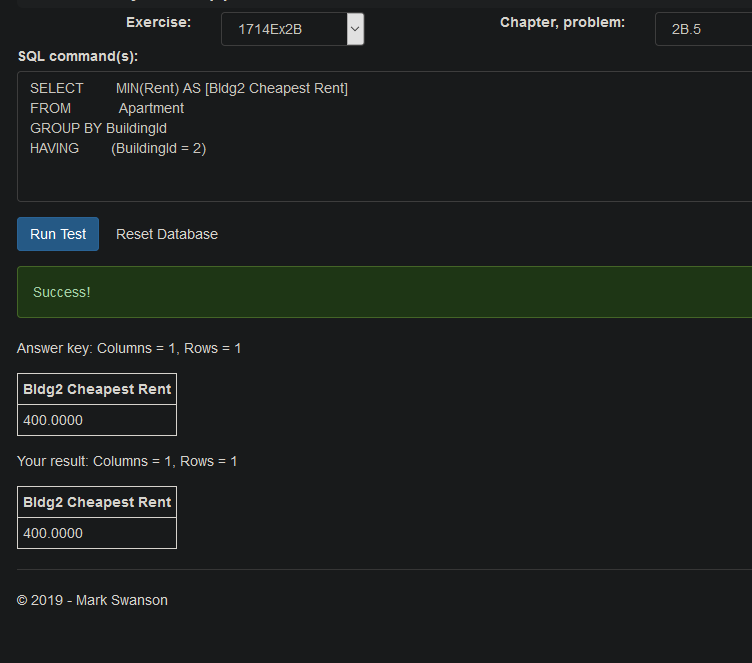 Exercise: 1714Ex2B Chapter, problem: 2B.5
SQL command(s):
SELECT MIN(Rent) AS [Bldg2 Cheapest Rent]
FROM Apartment
GROUP BY BuildingId
HAVING (BuildingId = 2)
Run Test Reset Database
Success!
Answer key: Columns = 1, Rows = 1
Bldg2 Cheapest Rent
400.0000
Your result: Columns = 1, Rows = 1
Bldg2 Cheapest Rent
400.0000
© 2019 - Mark Swanson